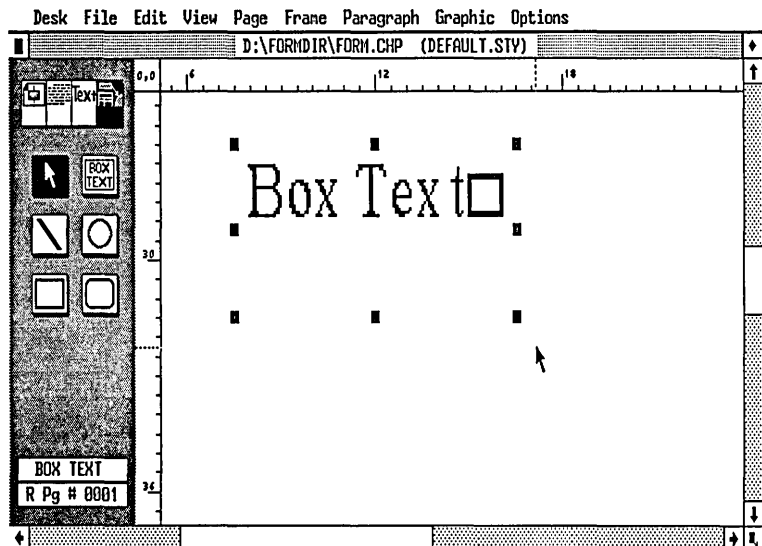 Desk File Edit View Page Frame Paragraph Graphic Options
D:\FORMDIR\FORM.CHP (DEFAULT.STY)
0,0 6 12 18
Text
BOX TEXT
Box Text
30
36
BOX TEXT
R Pg # 0001